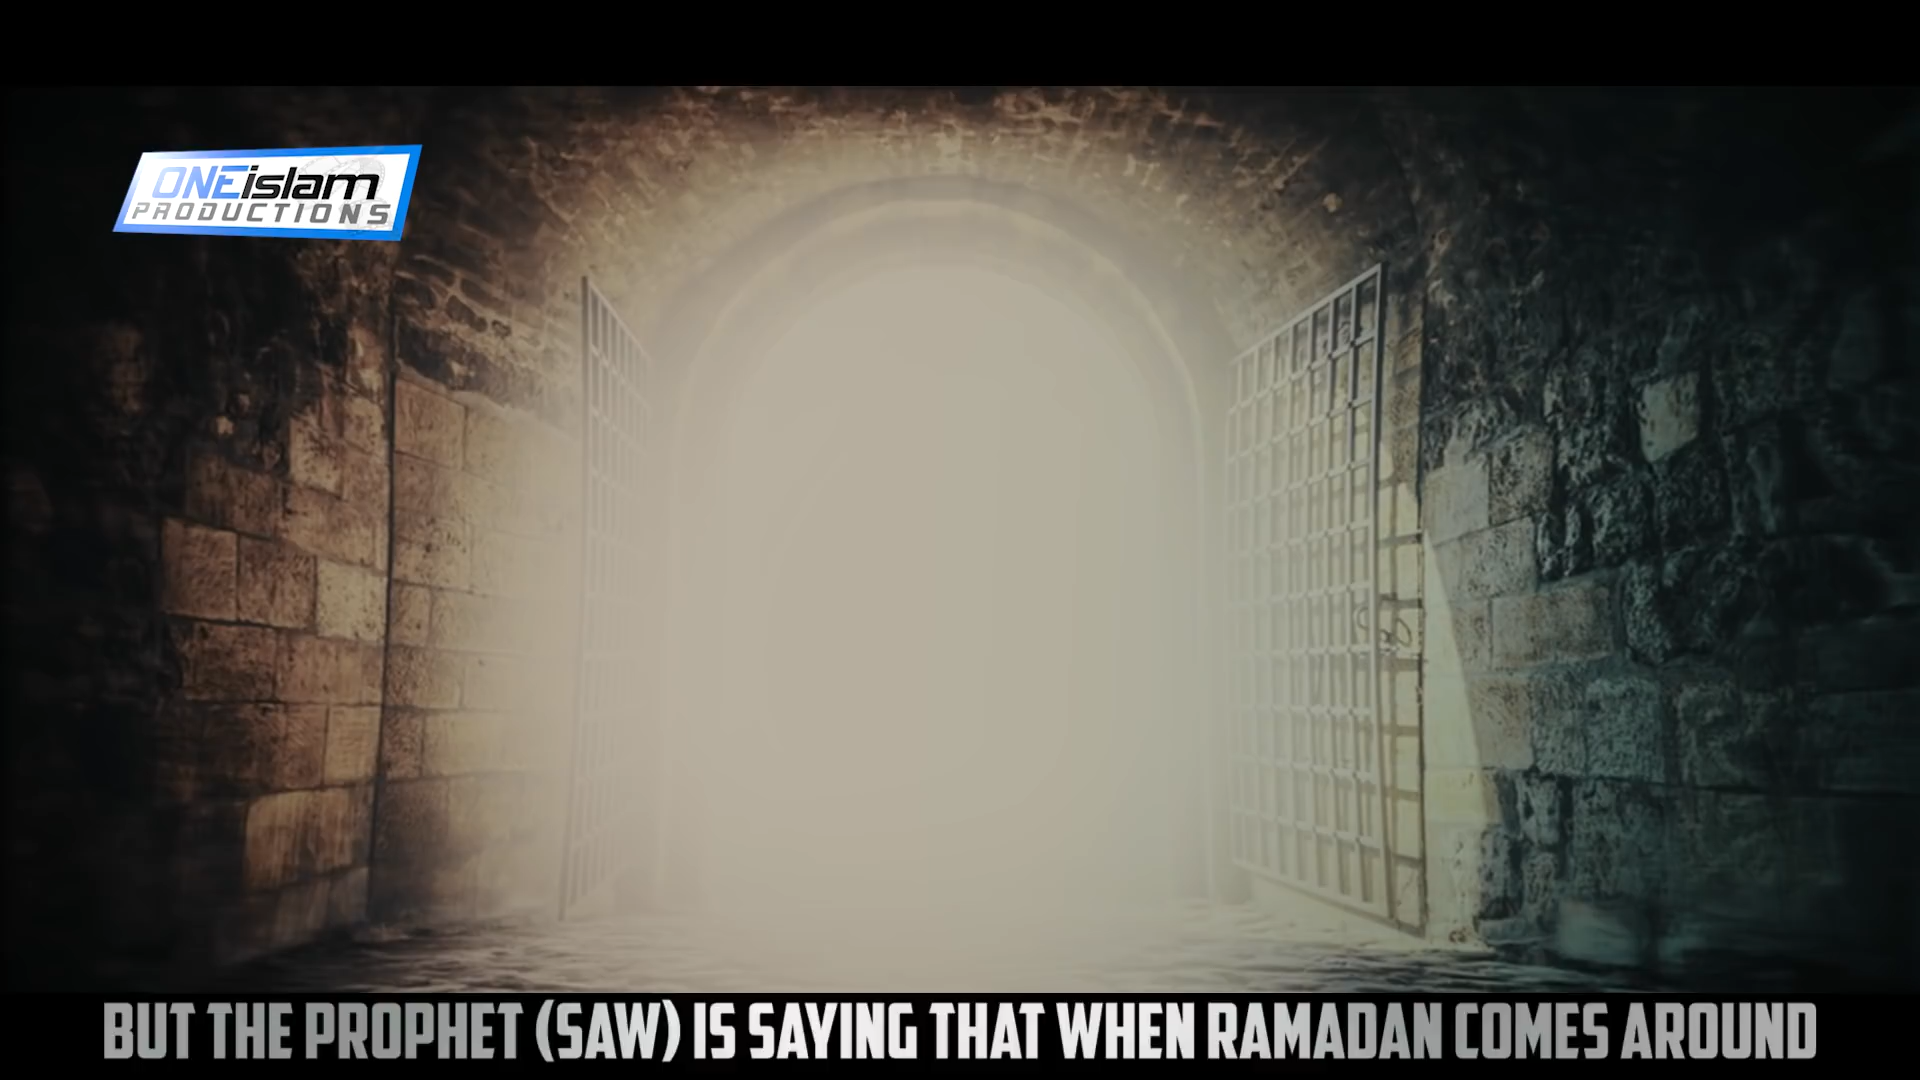 ONEislam
PRODUCTIONS
BUT THE PROPHET (SAW) IS SAYING THAT WHEN RAMADAN COMES AROUND